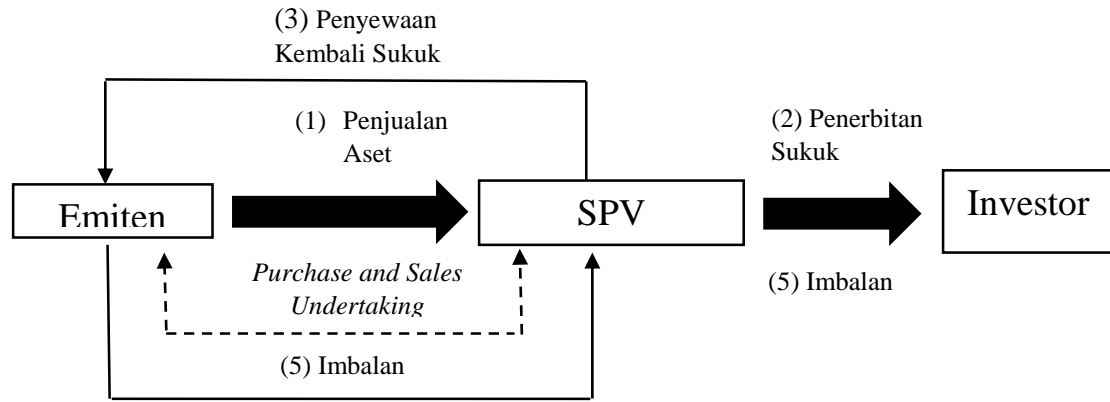 (3) Penyewaan
Kembali Sukuk
(1) Penjualan
Aset
(2) Penerbitan
Sukuk
Emiten
SPV
Investor
Purchase and Sales
Undertaking
(5) Imbalan
(5) Imbalan